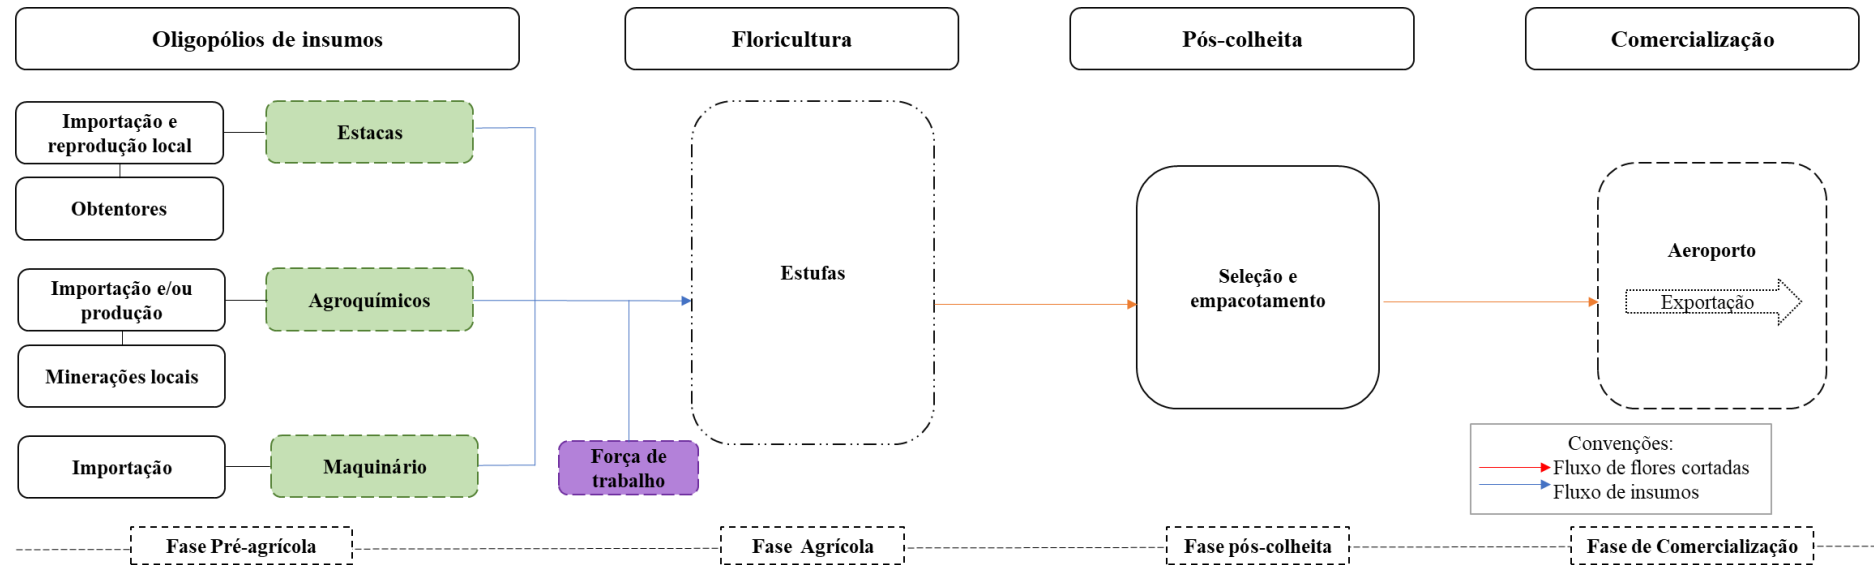 Oligopólios de insumos
Floricultura
Pós-colheita
Comercialização
Importação e
reprodução local
Estacas
Obtentores
Importação e/ou
produção
Agroquímicos
Minerações locais
Importação
Maquinário
Força de
trabalho
Estufas
Seleção e
empacotamento
Aeroporto
Exportação
Convenções:
Fluxo de flores cortadas
Fluxo de insumos
Fase Pré-agrícola
Fase Agrícola
Fase pós-colheita
Fase de Comercialização